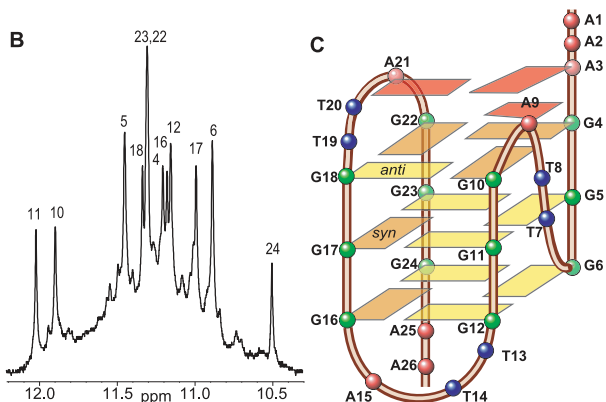 B
23,22
5
12
6
16
18
4
17
11
10
24
12.0
11.5
11.0
10.5
ppm
C
A1
A2
A3
A21
A9
T20
G22
G4
T19
G18
anti
G10
T8
G23
G5
T7
syn
G17
G11
G24
G6
G16
G12
A25
T13
A26
A15
T14